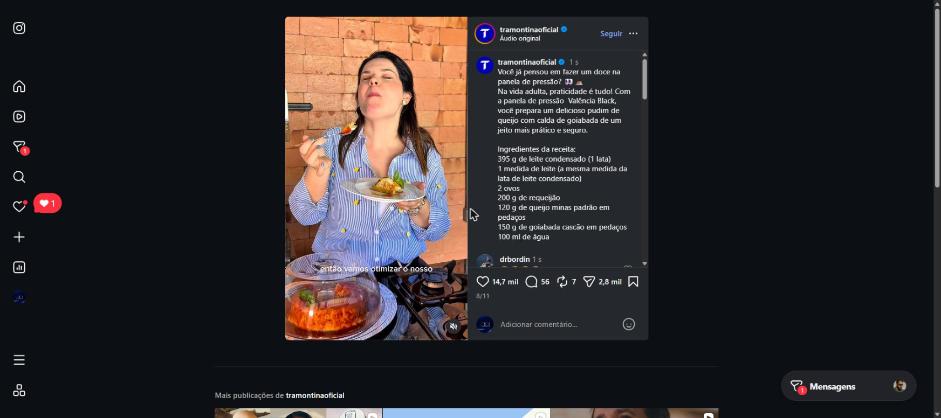 tramontinaoficial
Áudio original
Seguir
tramontinaoficial 1 s
Você já pensou em fazer um doce na
panela de pressão?
Na vida adulta, praticidade é tudo! Com
a panela de pressão Valência Black,
você prepara um delicioso pudim de
queijo com calda de goiabada de um
jeito mais prático e seguro.
Ingredientes da receita:
395 g de leite condensado (1 lata)
1 medida de leite (a mesma medida da
lata de leite condensado)
2 ovos
200 g de requeijão
120 g de queijo minas padrão em
pedaços
150 g de goiabada cascão em pedaços
100 ml de água
drbordin 1 s
então vamos otimizar o nosso
14,7 mil 56 7 2,8 mil
8/11
Adicionar comentário...
1
1
Mais publicações de tramontinaoficial
1
Mensagens